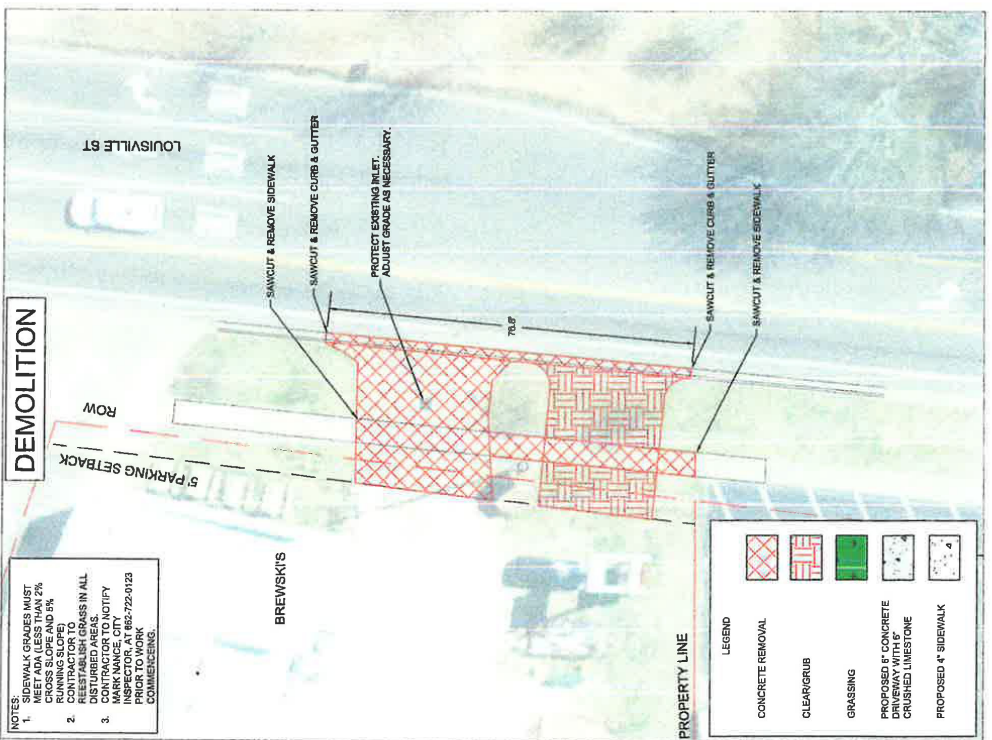 DEMOLITION
NOTES:
1. SIDEWALK GRADES MUST
MEET ADA (LESS THAN 2%
CROSS SLOPE AND 5%
RUNNING SLOPE)
2. CONTRACTOR TO
REESTABLISH GRASS IN ALL
DISTURBED AREAS.
3. CONTRACTOR TO NOTIFY
MARK NANCE, CITY
INSPECTOR, AT 662-722-0123
PRIOR TO WORK
COMMENCEING.
5' PARKING SETBACK
ROW
LOUISVILLE ST
SAWCUT & REMOVE SIDEWALK
SAWCUT & REMOVE CURB & GUTTER
PROTECT EXISTING INLET.
ADJUST GRADE AS NECESSARY.
76.8'
SAWCUT & REMOVE CURB & GUTTER
SAWCUT & REMOVE SIDEWALK
BREWSKI'S
PROPERTY LINE
LEGEND
CONCRETE REMOVAL
CLEAR/GRUB
GRASSING
PROPOSED 8" CONCRETE
DRIVEWAY WITH 6"
CRUSHED LIMESTONE
PROPOSED 4" SIDEWALK